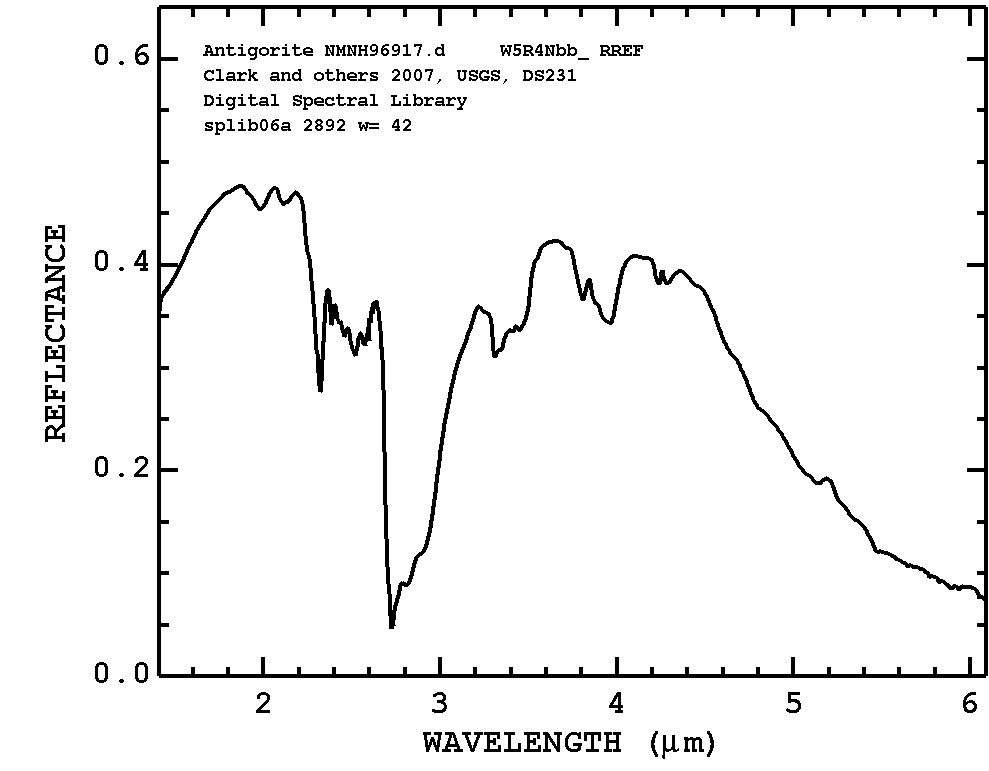 0.6
Antigorite NMNH96917.d W5R4Nbb_ RREF
Clark and others 2007, USGS, DS231
Digital Spectral Library
splib06a 2892 w= 42
0.4
REFLECTANCE
0.2
0.0
2 3 4 5 6
WAVELENGTH (μm)